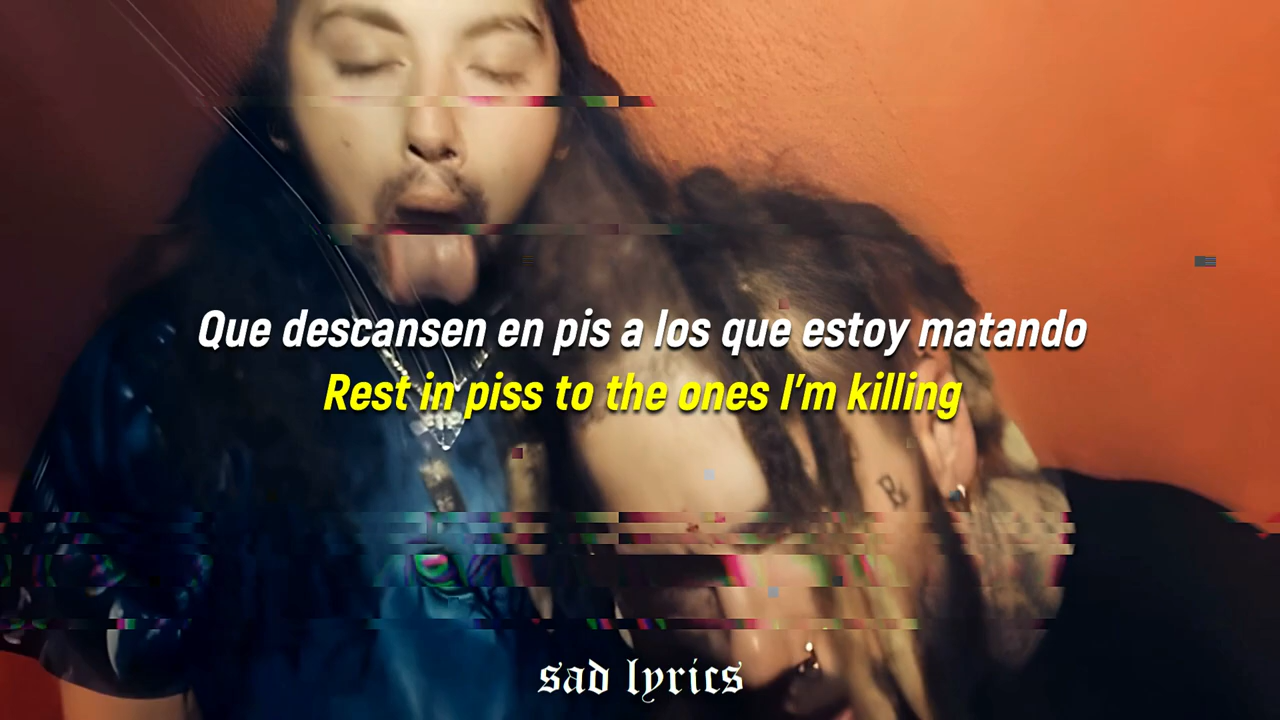 Que descansen en pis a los que estoy matando
Rest in piss to the ones I'm killing
sad lyrics